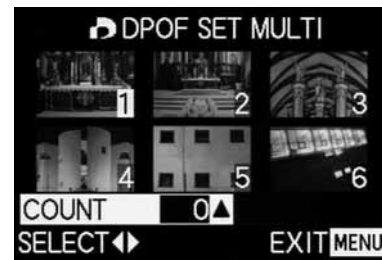 DPOF SET MULTI
1 2 3
4 5 6
COUNT 0▲
SELECT◀▶ EXIT MENU